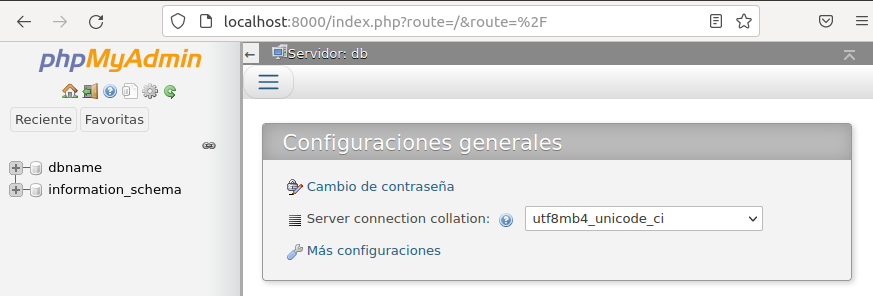 localhost:8000/index.php?route=/&route=%2F
phpMyAdmin
Reciente
Favoritas
dbname
information_schema
Servidor: db
Configuraciones generales
Cambio de contraseña
Server connection collation:
utf8mb4_unicode_ci
Más configuraciones